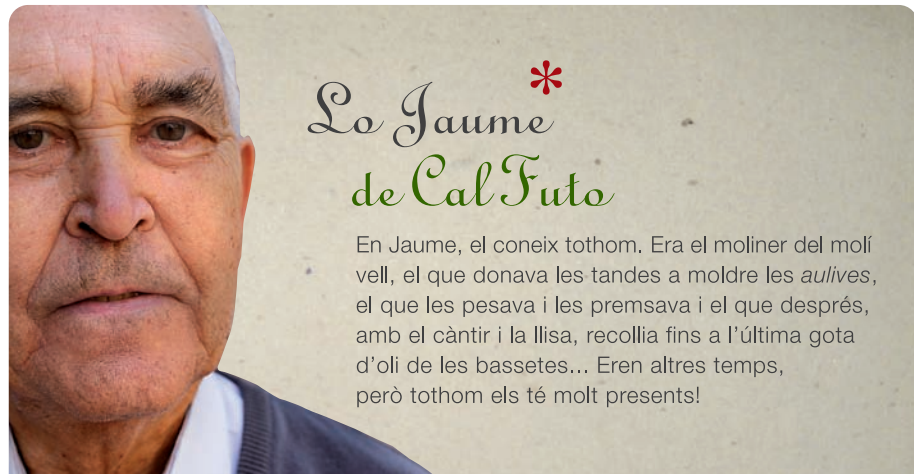 Lo Jaume*
de Cal Futo
En Jaume, el coneix tothom. Era el moliner del molí
vell, el que donava les tandes a moldre les aulives,
el que les pesava i les premsava i el que després,
amb el càntir i la llisa, recollia fins a l’última gota
d’oli de les bassetes... Eren altres temps,
però tothom els té molt presents!